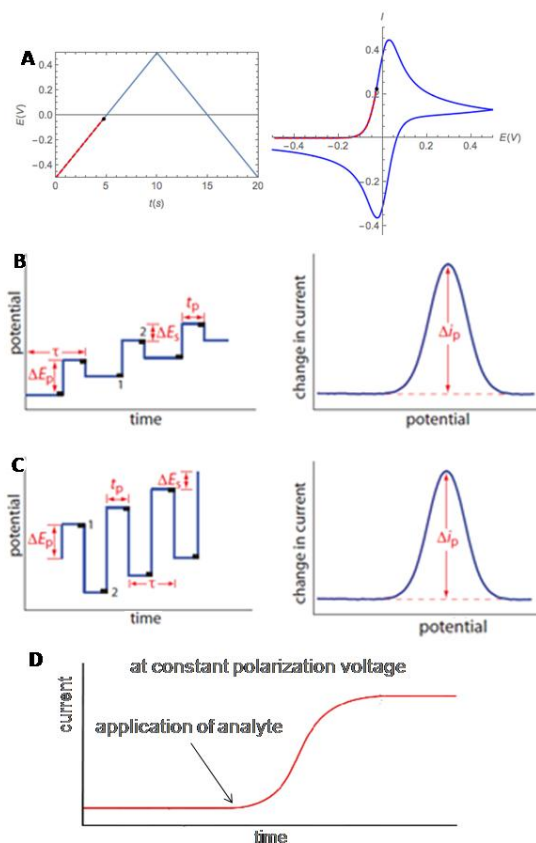 A
E(V)
0.4
0.2
0.0
−0.2
−0.4
0
5
10
15
20
t(s)
I
0.4
0.2
−0.2
−0.4
−0.4
−0.2
0.2
0.4
E(V)
B
potential
τ
ΔEp
1
2
ΔEs
tp
time
change in current
Δip
potential
C
potential
ΔEp
1
2
tp
τ
ΔEs
time
change in current
Δip
potential
D
at constant polarization voltage
current
application of analyte
time